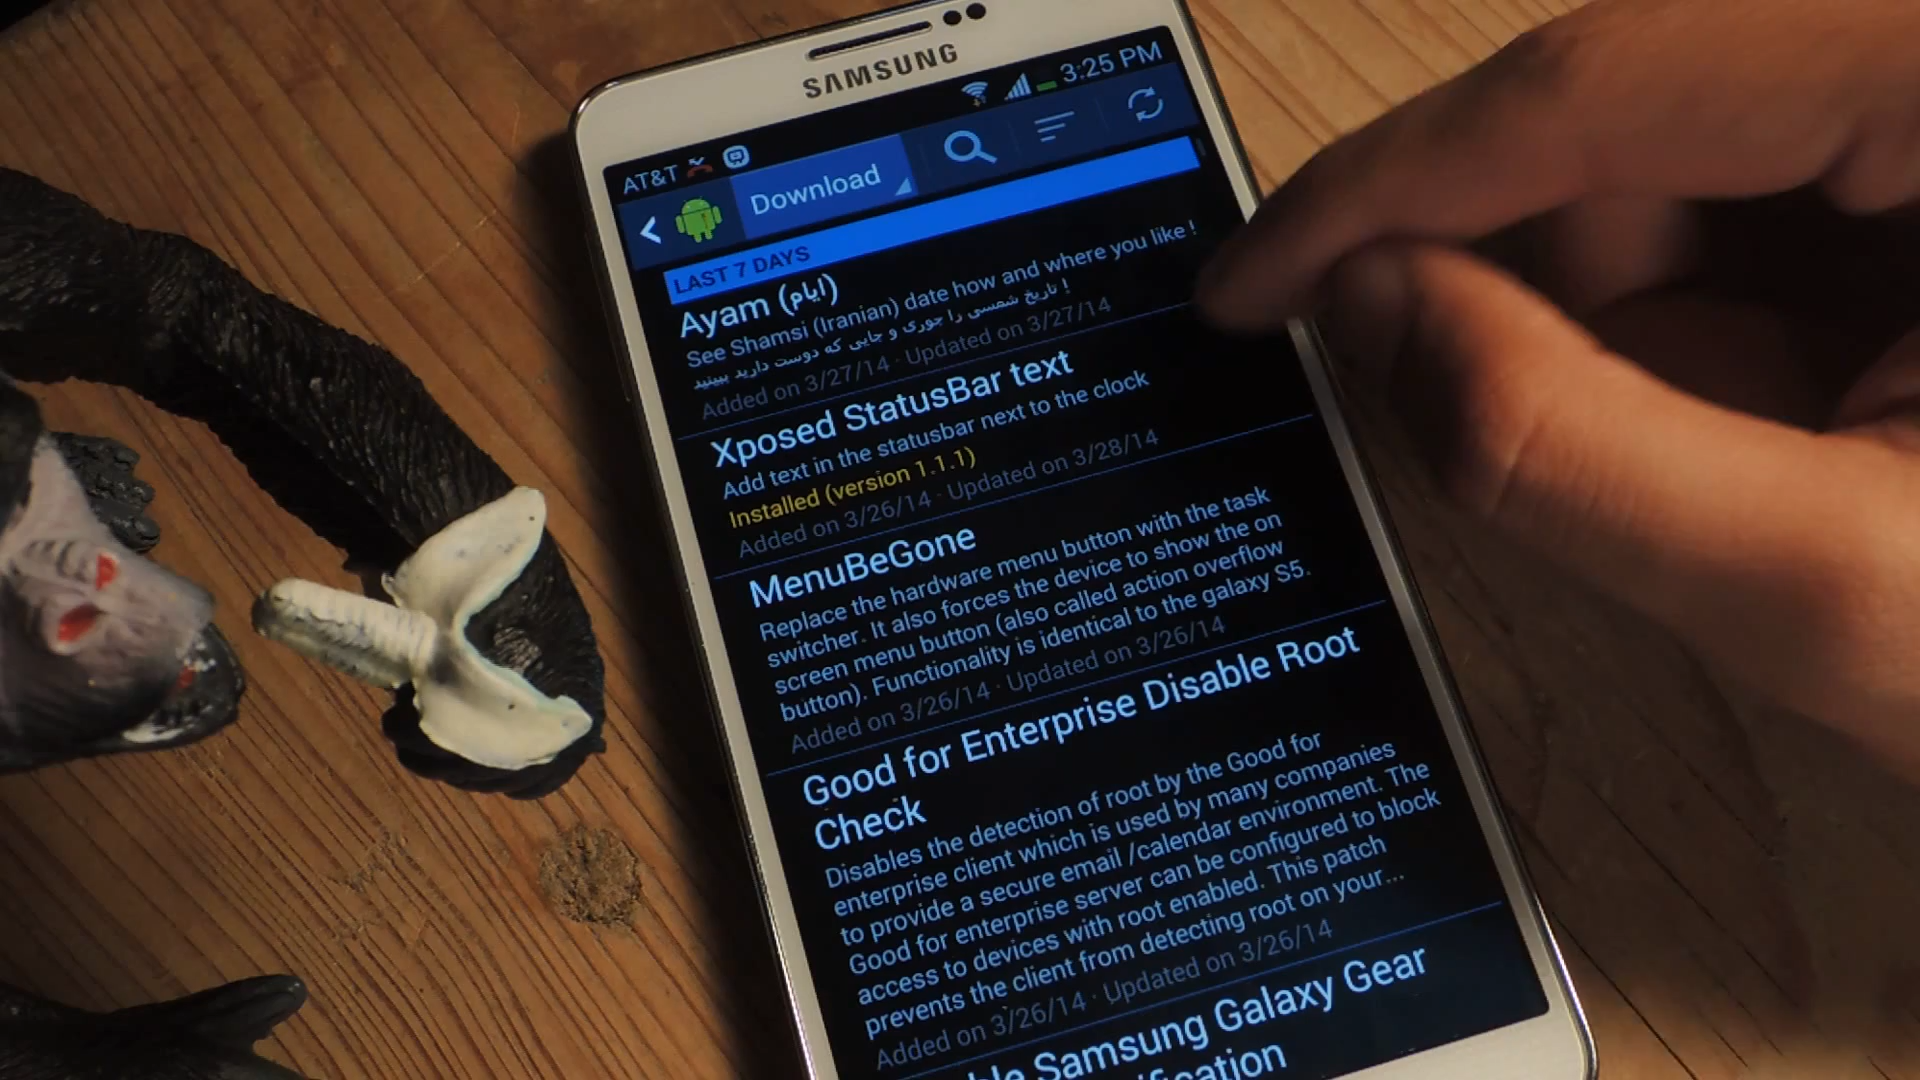 SAMSUNG
AT&T 3:25 PM
Download
LAST 7 DAYS
Ayam (ایام)
See Shamsi (Iranian) date how and where you like !
تاریخ شمسی را جوری و جایی که دوست دارید ببینید !
Added on 3/27/14 · Updated on 3/27/14
Xposed StatusBar text
Add text in the statusbar next to the clock
Installed (version 1.1.1)
Added on 3/26/14 · Updated on 3/28/14
MenuBeGone
Replace the hardware menu button with the task
switcher. It also forces the device to show the on
screen menu button (also called action overflow
button). Functionality is identical to the galaxy S5.
Added on 3/26/14 · Updated on 3/26/14
Good for Enterprise Disable Root
Check
Disables the detection of root by the Good for
enterprise client which is used by many companies
to provide a secure email /calendar environment. The
Good for enterprise server can be configured to block
access to devices with root enabled. This patch
prevents the client from detecting root on your...
Added on 3/26/14 · Updated on 3/26/14
Samsung Galaxy Gear